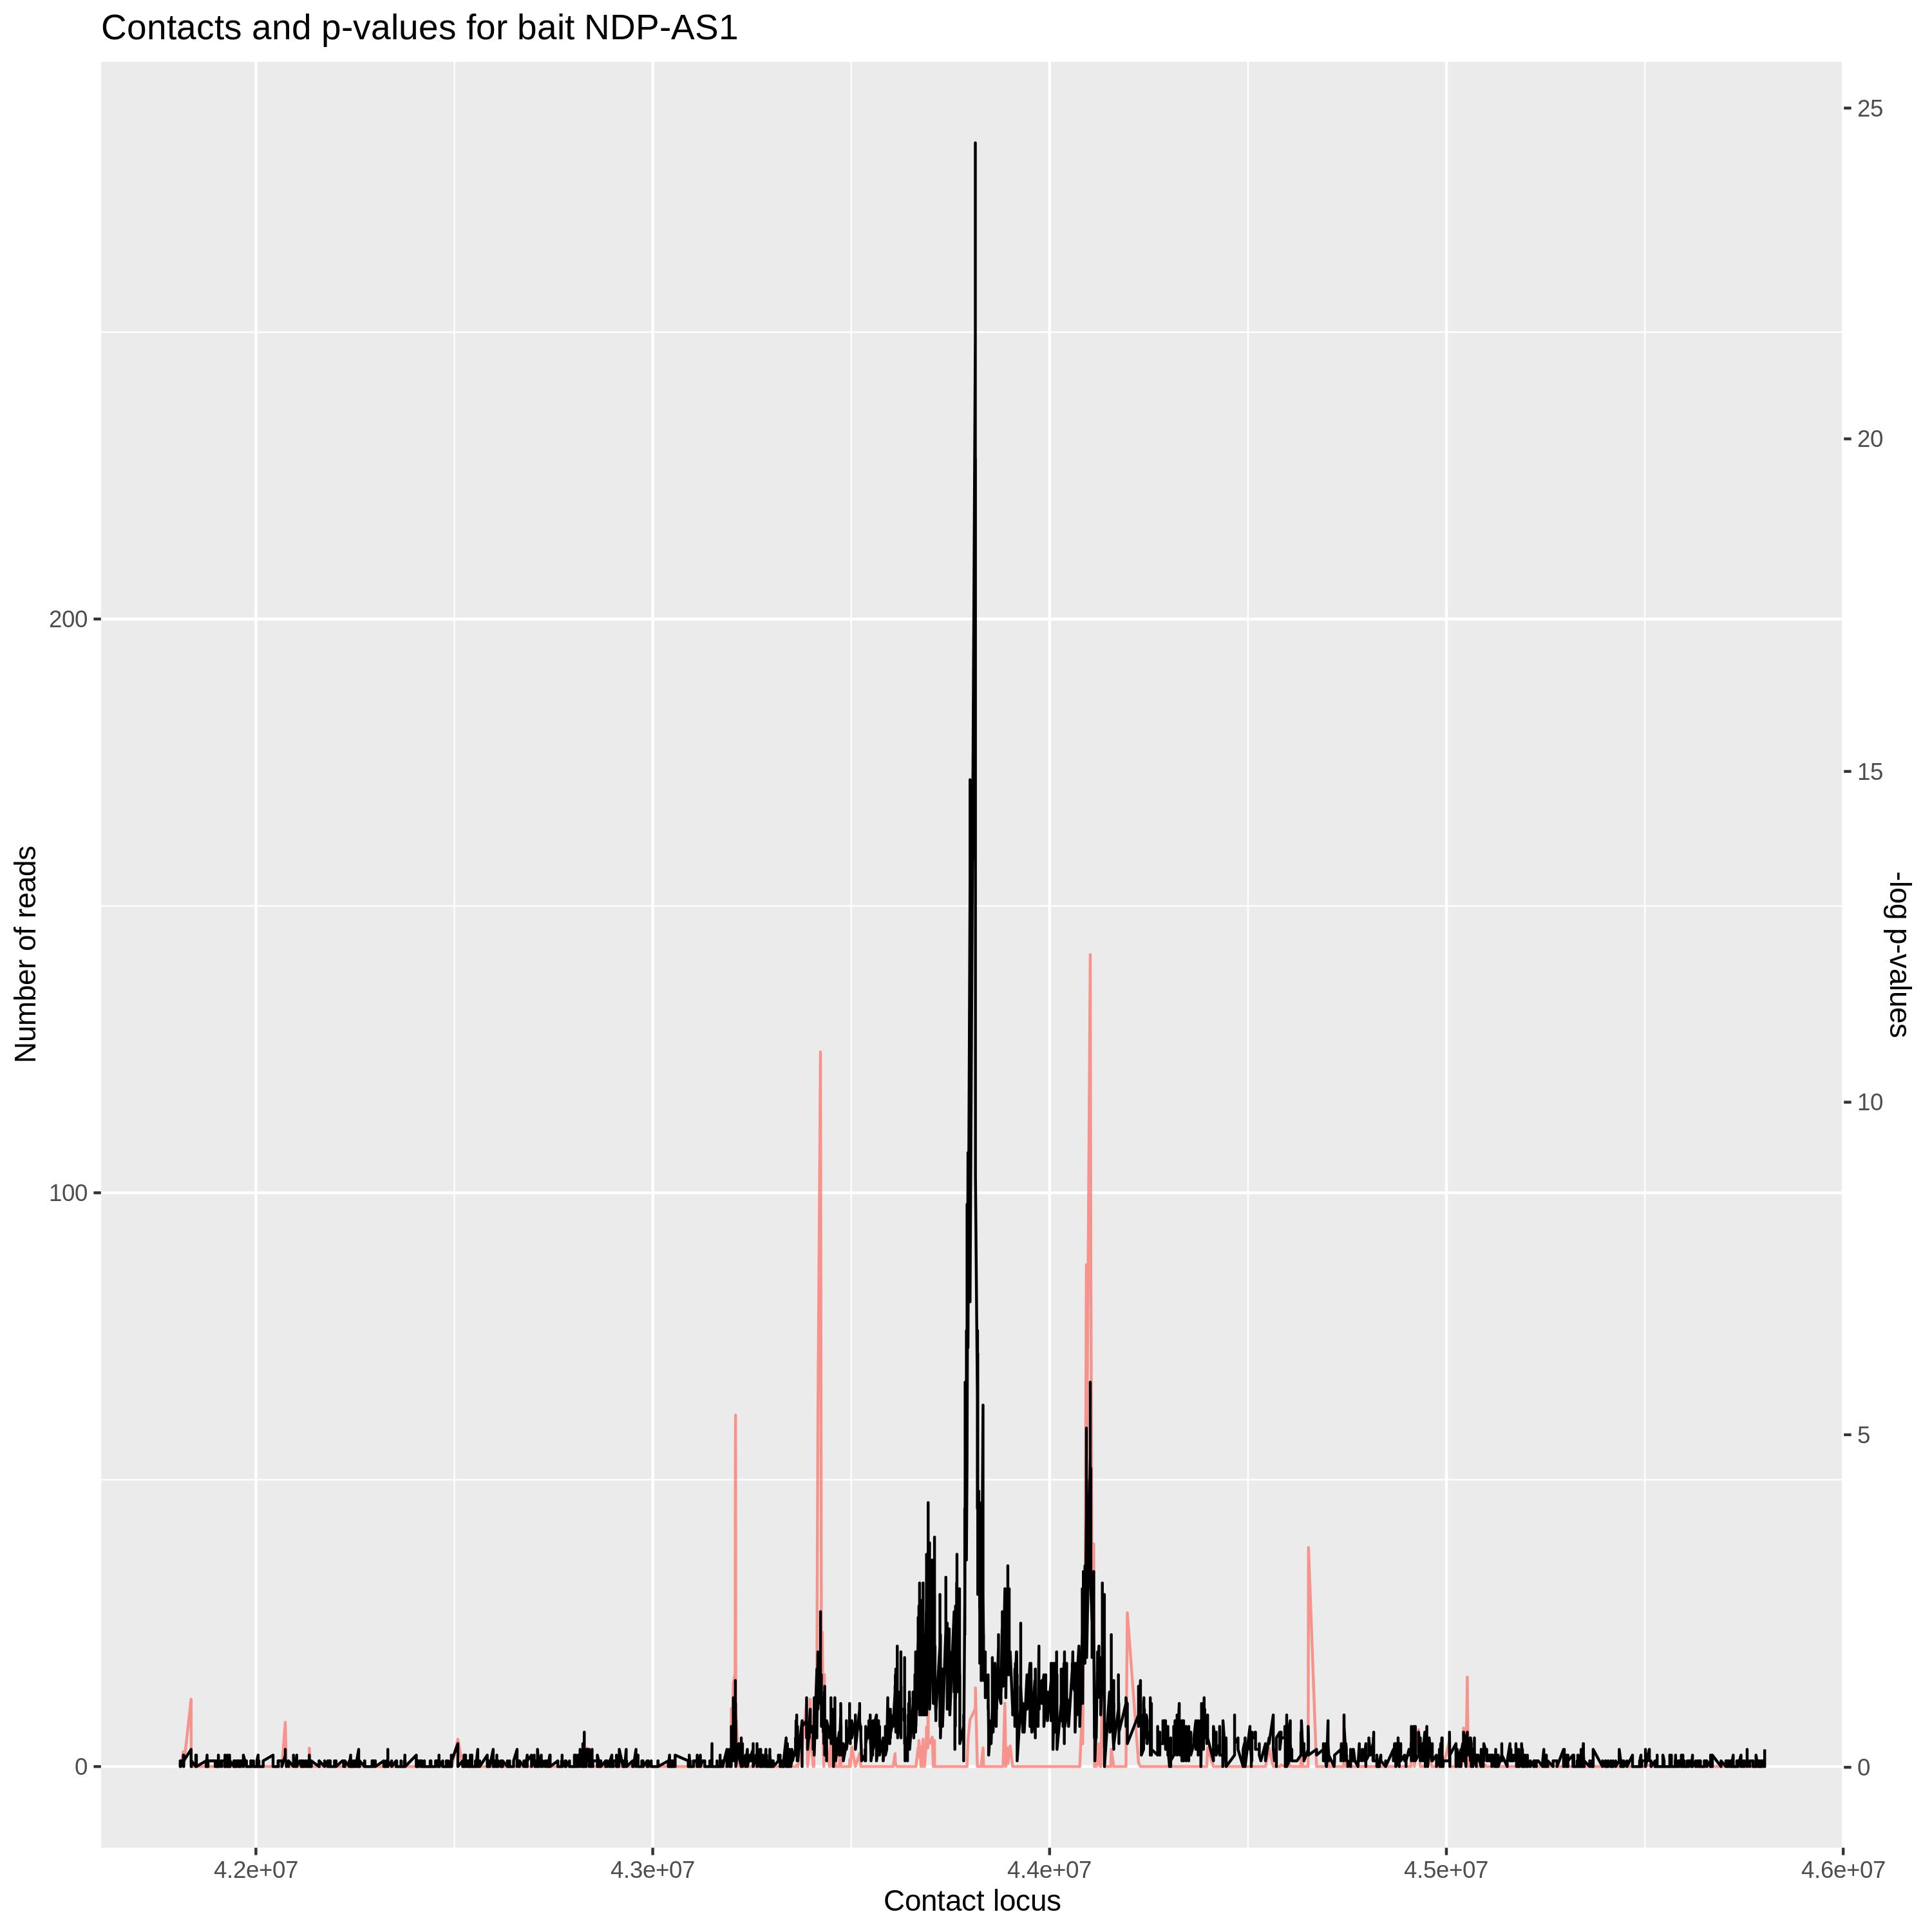 Contacts and p-values for bait NDP-AS1
25
20
15
10
5
0
200
100
0
Number of reads
-log p-values
4.2e+07
4.3e+07
4.4e+07
4.5e+07
4.6e+07
Contact locus